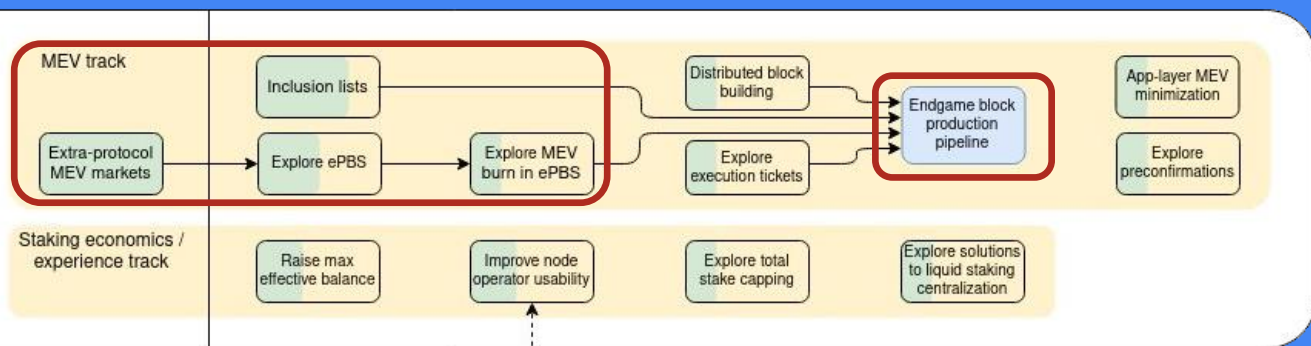 MEV track
Inclusion lists
Distributed block
building
Endgame block
production
pipeline
App-layer MEV
minimization
Extra-protocol
MEV markets
Explore ePBS
Explore MEV
burn in ePBS
Explore
execution tickets
Explore
preconfirmations
Staking economics /
experience track
Raise max
effective balance
Improve node
operator usability
Explore total
stake capping
Explore solutions
to liquid staking
centralization